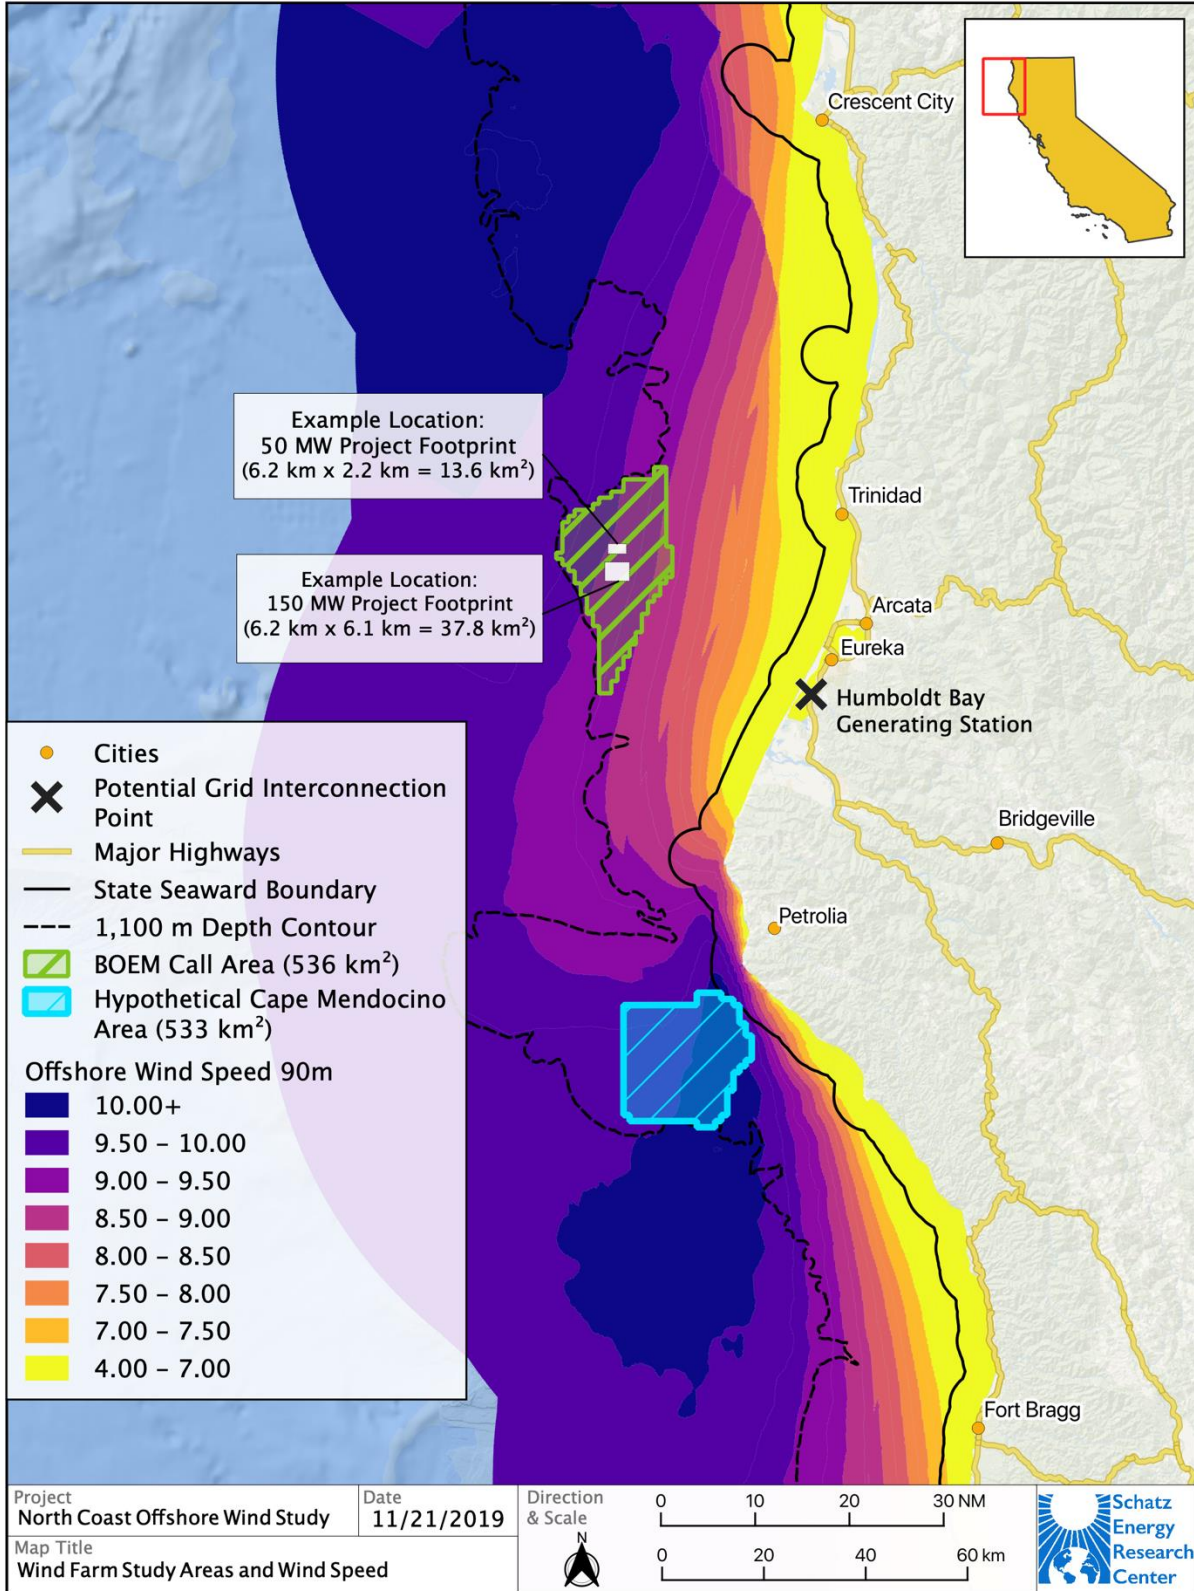 Crescent City
Example Location:
50 MW Project Footprint
(6.2 km x 2.2 km = 13.6 km²)
Trinidad
Example Location:
150 MW Project Footprint
(6.2 km x 6.1 km = 37.8 km²)
Arcata
Eureka
Humboldt Bay
Generating Station
Bridgeville
Petrolia
Fort Bragg
Cities
Potential Grid Interconnection
Point
Major Highways
State Seaward Boundary
1,100 m Depth Contour
BOEM Call Area (536 km²)
Hypothetical Cape Mendocino
Area (533 km²)
Offshore Wind Speed 90m
10.00+
9.50 – 10.00
9.00 – 9.50
8.50 – 9.00
8.00 – 8.50
7.50 – 8.00
7.00 – 7.50
4.00 – 7.00
Project
North Coast Offshore Wind Study
Date
11/21/2019
Map Title
Wind Farm Study Areas and Wind Speed
Direction
& Scale
N
0 10 20 30 NM
0 20 40 60 km
Schatz
Energy
Research
Center